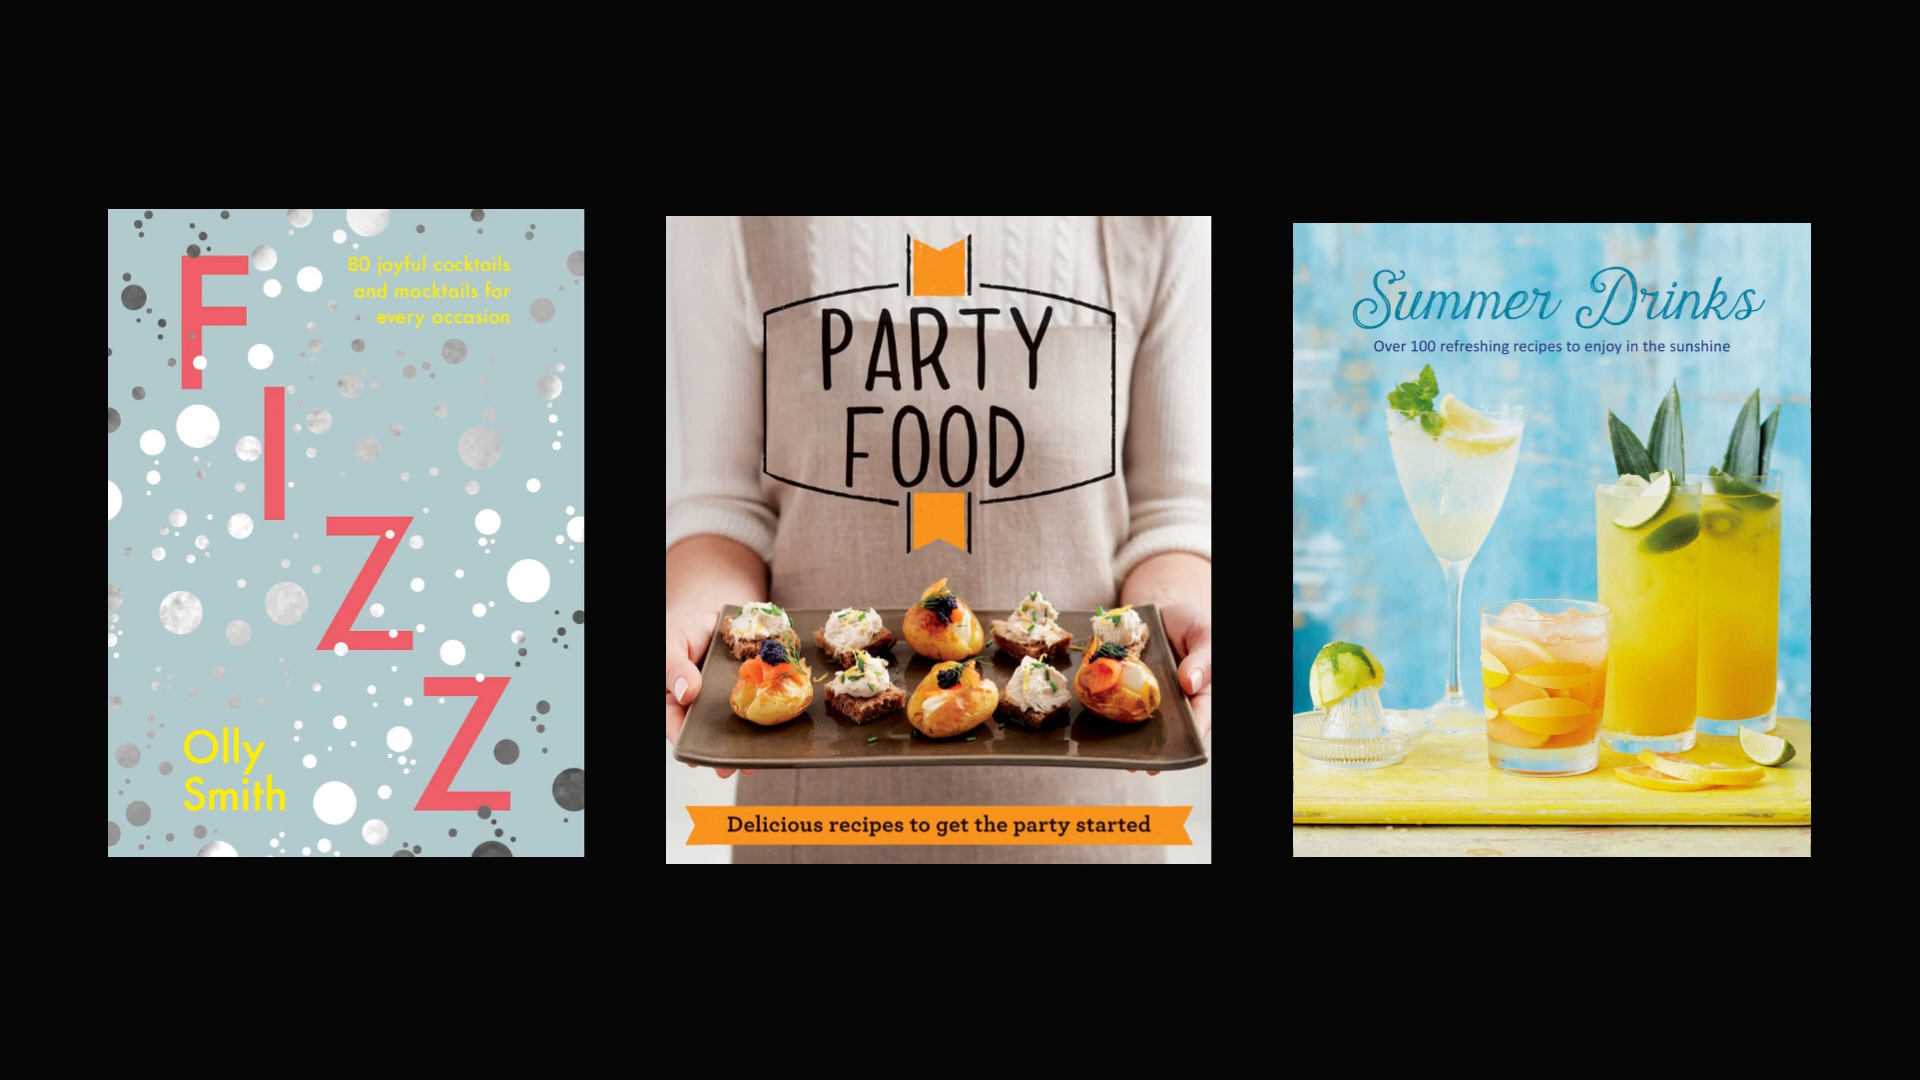 FIZZ
80 joyful cocktails
and mocktails for
every occasion
Olly
Smith
PARTY
FOOD
Delicious recipes to get the party started
Summer Drinks
Over 100 refreshing recipes to enjoy in the sunshine